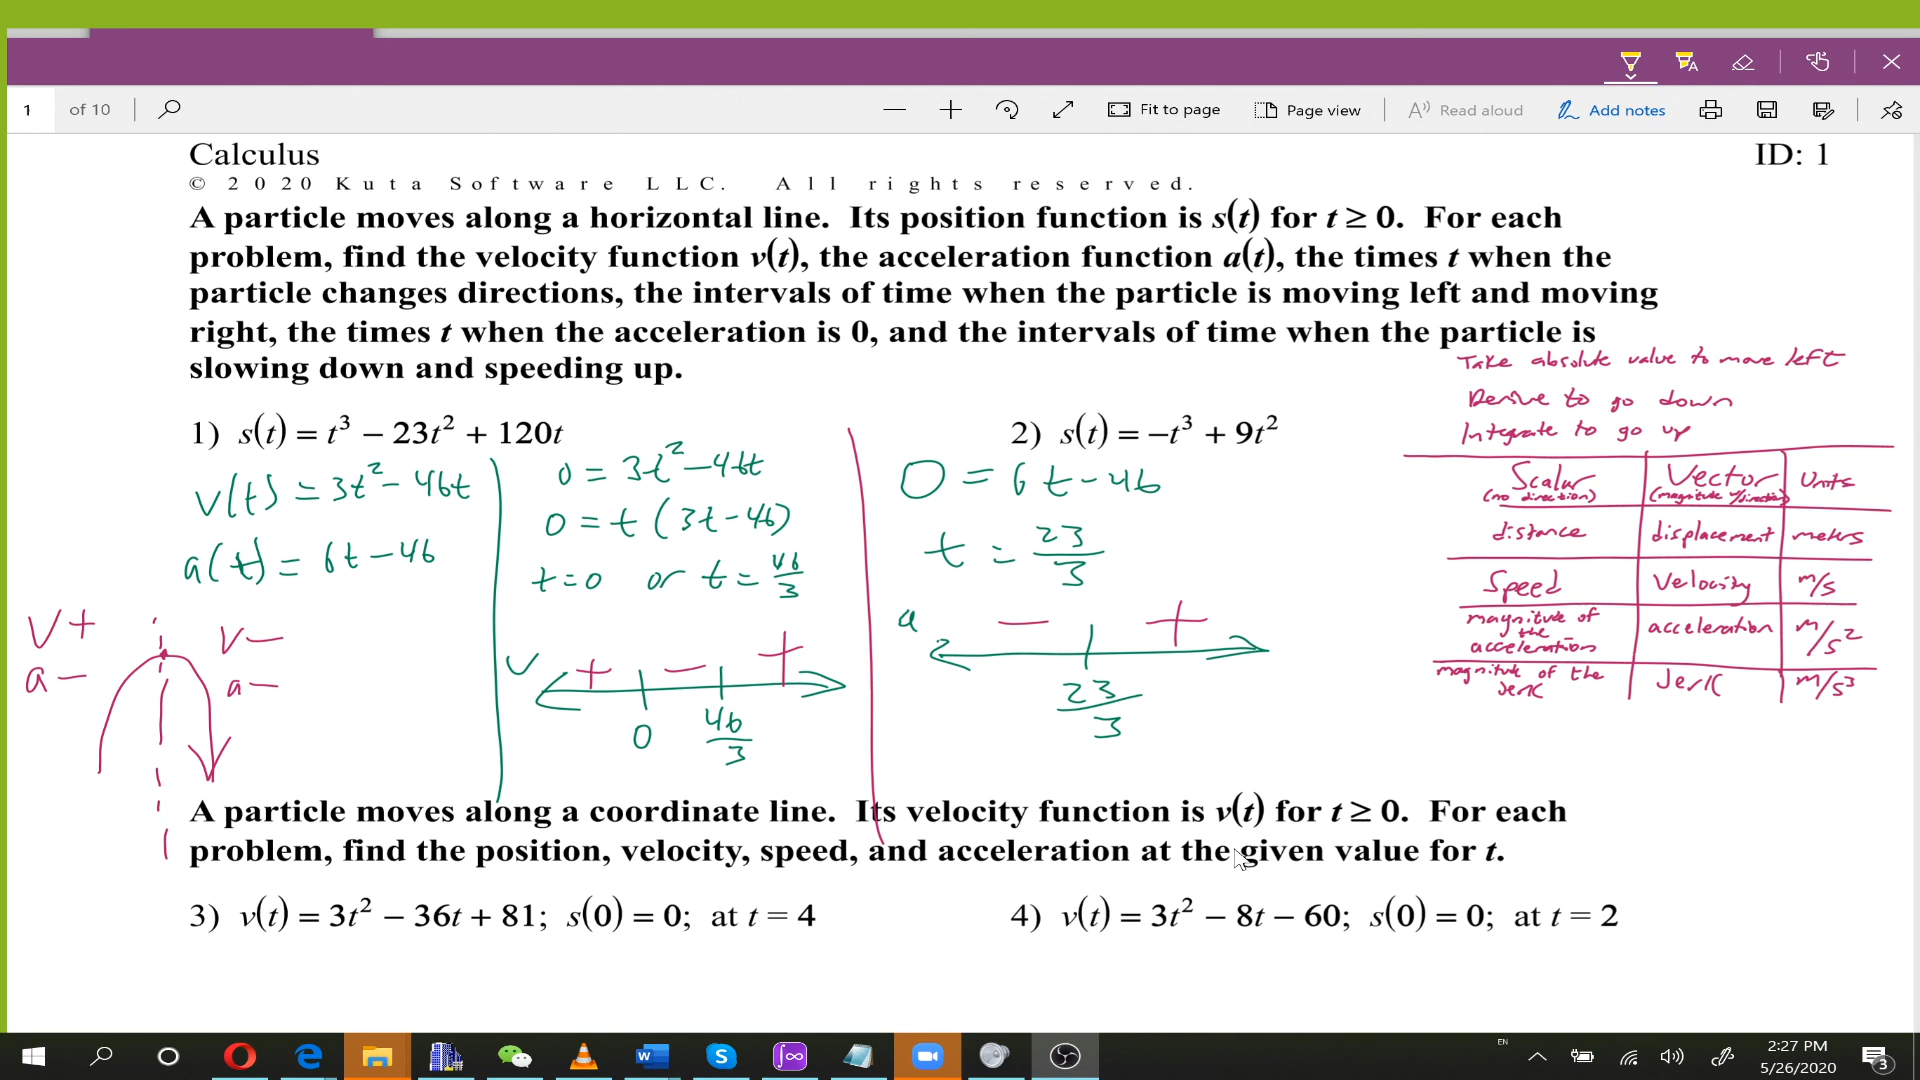 1 of 10 Fit to page Page view Read aloud Add notes
Calculus ID: 1
© 2020 Kuta Software LLC. All rights reserved.
A particle moves along a horizontal line. Its position function is s(t) for t ≥ 0. For each
problem, find the velocity function v(t), the acceleration function a(t), the times t when the
particle changes directions, the intervals of time when the particle is moving left and moving
right, the times t when the acceleration is 0, and the intervals of time when the particle is
slowing down and speeding up.
Take absolute value to move left
Derive to go down
Integrate to go up
1) s(t) = t³ − 23t² + 120t
v(t) = 3t² − 46t
a(t) = 6t − 46
V+
a −
v −
a −
0 = 3t² − 46t
0 = t (3t − 46)
t = 0 or t = 46/3
V + − +
0 46/3
2) s(t) = −t³ + 9t²
0 = 6t − 46
t = 23/3
a − +
23/3
Scalar (no direction) Vector (magnitude w/direction) Units
distance displacement meters
Speed Velocity m/s
magnitude of the acceleration acceleration m/s²
magnitude of the Jerk Jerk m/s³
A particle moves along a coordinate line. Its velocity function is v(t) for t ≥ 0. For each
problem, find the position, velocity, speed, and acceleration at the given value for t.
3) v(t) = 3t² − 36t + 81; s(0) = 0; at t = 4
4) v(t) = 3t² − 8t − 60; s(0) = 0; at t = 2
EN
2:27 PM
5/26/2020
3